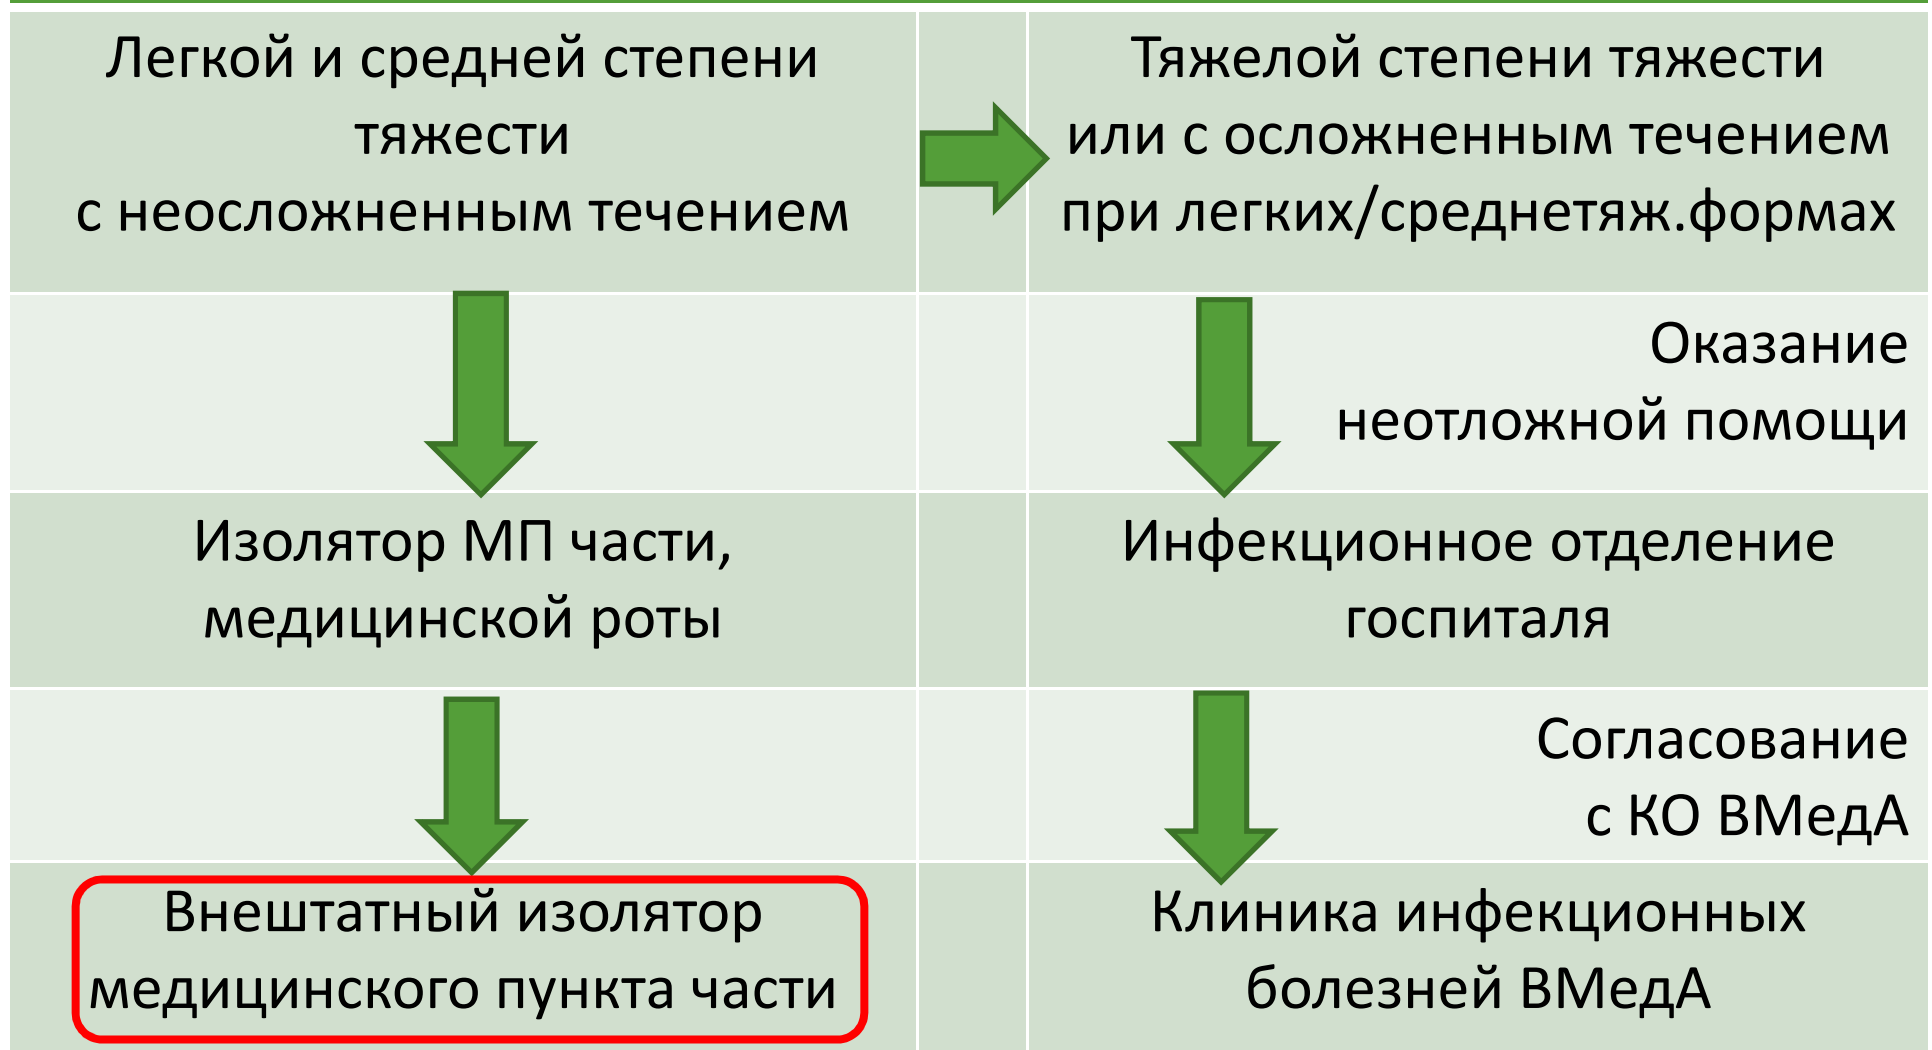 Легкой и средней степени
тяжести
с неосложненным течением
Тяжелой степени тяжести
или с осложненным течением
при легких/среднетяж.формах
Оказание
неотложной помощи
Изолятор МП части,
медицинской роты
Инфекционное отделение
госпиталя
Согласование
с КО ВМедА
Внештатный изолятор
медицинского пункта части
Клиника инфекционных
болезней ВМедА